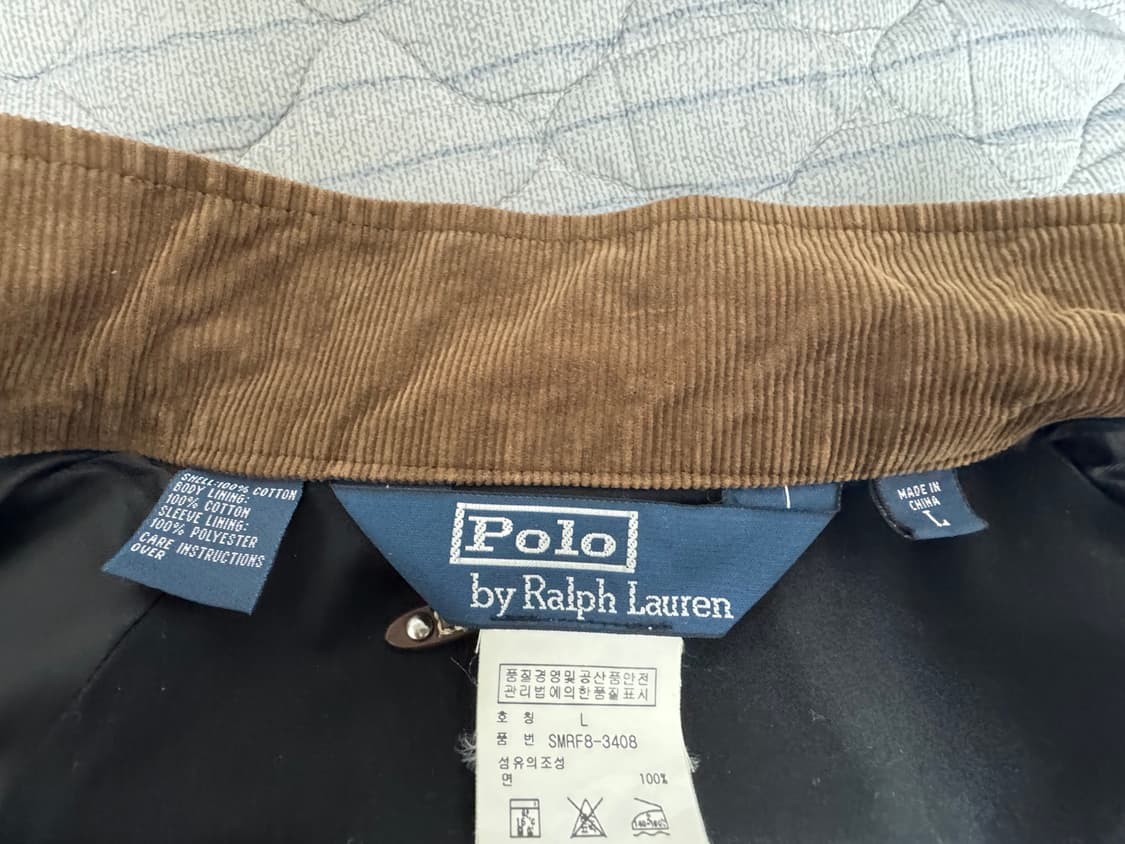 SHELL:100% COTTON
BODY LINING:
100% COTTON
SLEEVE LINING:
100% POLYESTER
CARE INSTRUCTIONS
OVER
Polo
by Ralph Lauren
MADE IN
CHINA
L
품질경영및공산품안전
관리법에의한품질표시
호 칭 L
품 번 SMRF8-3408
섬유의조성
면 100%